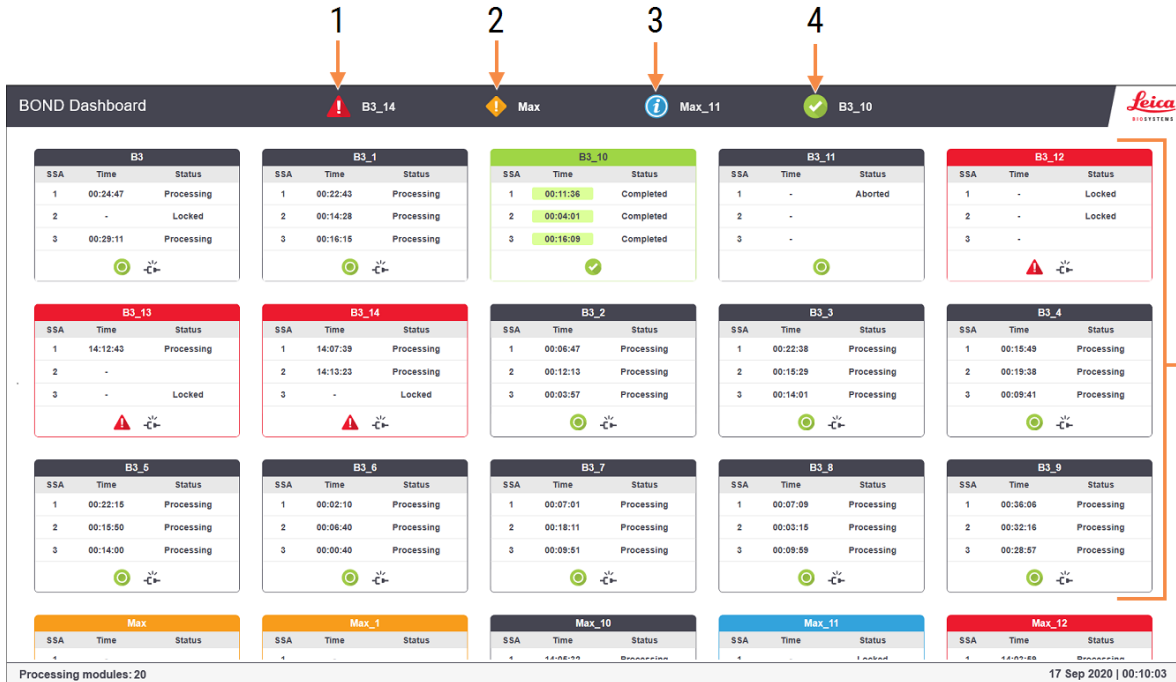 1 2 3 4
BOND Dashboard B3_14 Max Max_11 B3_10 Leica
BIOSYSTEMS
B3 B3_1 B3_10 B3_11 B3_12
SSA Time Status SSA Time Status SSA Time Status SSA Time Status SSA Time Status
1 00:24:47 Processing 1 00:22:43 Processing 1 00:11:36 Completed 1 - Aborted 1 - Locked
2 - Locked 2 00:14:28 Processing 2 00:04:01 Completed 2 - 2 - Locked
3 00:29:11 Processing 3 00:16:15 Processing 3 00:16:09 Completed 3 - 3 -
B3_13 B3_14 B3_2 B3_3 B3_4
SSA Time Status SSA Time Status SSA Time Status SSA Time Status SSA Time Status
1 14:12:43 Processing 1 14:07:39 Processing 1 00:06:47 Processing 1 00:22:38 Processing 1 00:15:49 Processing
2 - 2 14:13:23 Processing 2 00:12:13 Processing 2 00:15:29 Processing 2 00:19:38 Processing
3 - Locked 3 - Locked 3 00:03:57 Processing 3 00:14:01 Processing 3 00:09:41 Processing
B3_5 B3_6 B3_7 B3_8 B3_9
SSA Time Status SSA Time Status SSA Time Status SSA Time Status SSA Time Status
1 00:22:15 Processing 1 00:02:10 Processing 1 00:07:01 Processing 1 00:07:09 Processing 1 00:36:06 Processing
2 00:15:50 Processing 2 00:06:40 Processing 2 00:18:11 Processing 2 00:03:15 Processing 2 00:32:16 Processing
3 00:14:00 Processing 3 00:00:40 Processing 3 00:09:51 Processing 3 00:09:59 Processing 3 00:28:57 Processing
Max Max_1 Max_10 Max_11 Max_12
SSA Time Status SSA Time Status SSA Time Status SSA Time Status SSA Time Status
1 - 1 - 1 Processing 1 - Locked 1 Processing
Processing modules: 20 17 Sep 2020 | 00:10:03